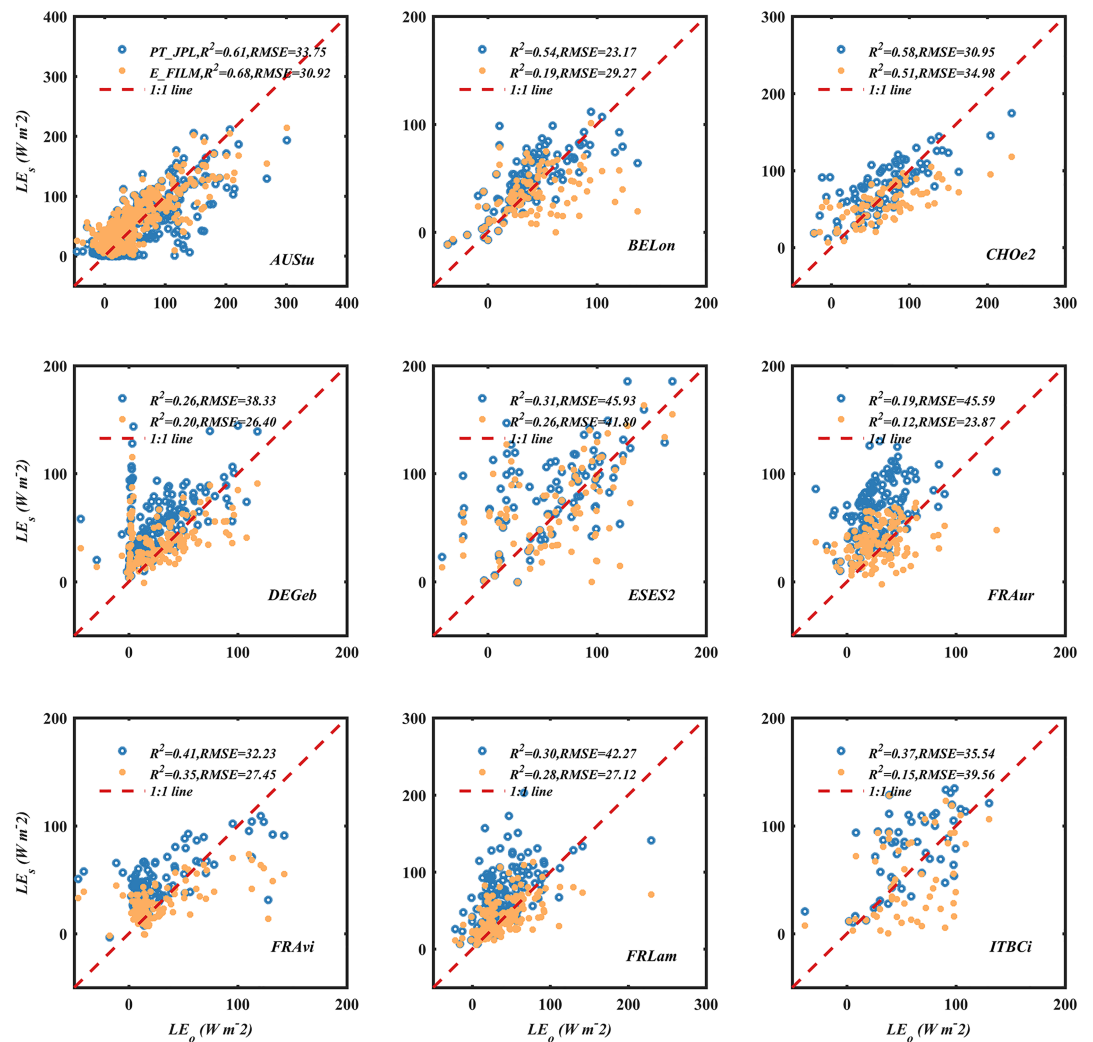 400
300
200
100
0
LEs (W m-2)
PT_JPL,R2=0.61,RMSE=33.75
E_FILM,R2=0.68,RMSE=30.92
1:1 line
AUStu
0 100 200 300 400
200
100
0
R2=0.54,RMSE=23.17
R2=0.19,RMSE=29.27
1:1 line
BELon
0 100 200
300
200
100
0
R2=0.58,RMSE=30.95
R2=0.51,RMSE=34.98
1:1 line
CHOe2
0 100 200 300
200
100
0
LEs (W m-2)
R2=0.26,RMSE=38.33
R2=0.20,RMSE=26.40
1:1 line
DEGeb
0 100 200
200
100
0
R2=0.31,RMSE=45.93
R2=0.26,RMSE=41.80
1:1 line
ESES2
0 100 200
200
100
0
R2=0.19,RMSE=45.59
R2=0.12,RMSE=23.87
1:1 line
FRAur
0 100 200
200
100
0
LEs (W m-2)
R2=0.41,RMSE=32.23
R2=0.35,RMSE=27.45
1:1 line
FRAvi
0 100 200
LEo (W m-2)
300
200
100
0
R2=0.30,RMSE=42.27
R2=0.28,RMSE=27.12
1:1 line
FRLam
0 100 200 300
LEo (W m-2)
200
100
0
R2=0.37,RMSE=35.54
R2=0.15,RMSE=39.56
1:1 line
ITBCi
0 100 200
LEo (W m-2)